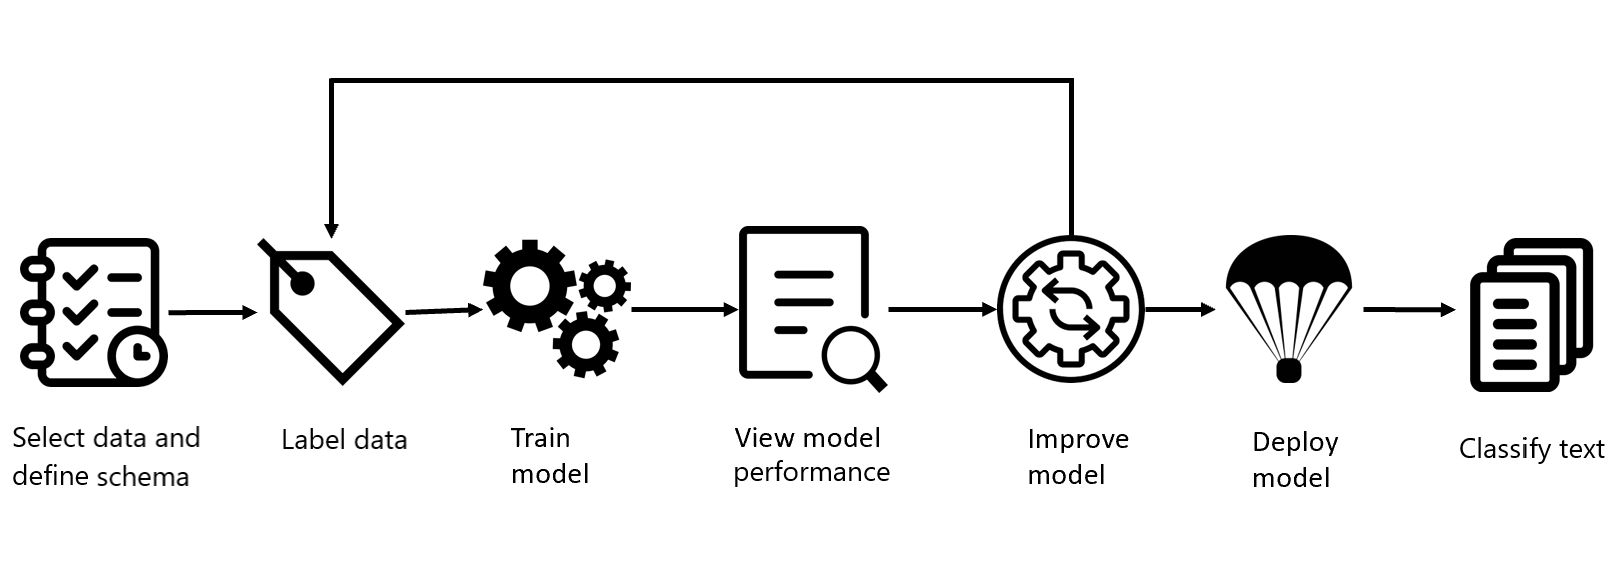 Select data and
define schema
Label data
Train
model
View model
performance
Improve
model
Deploy
model
Classify text